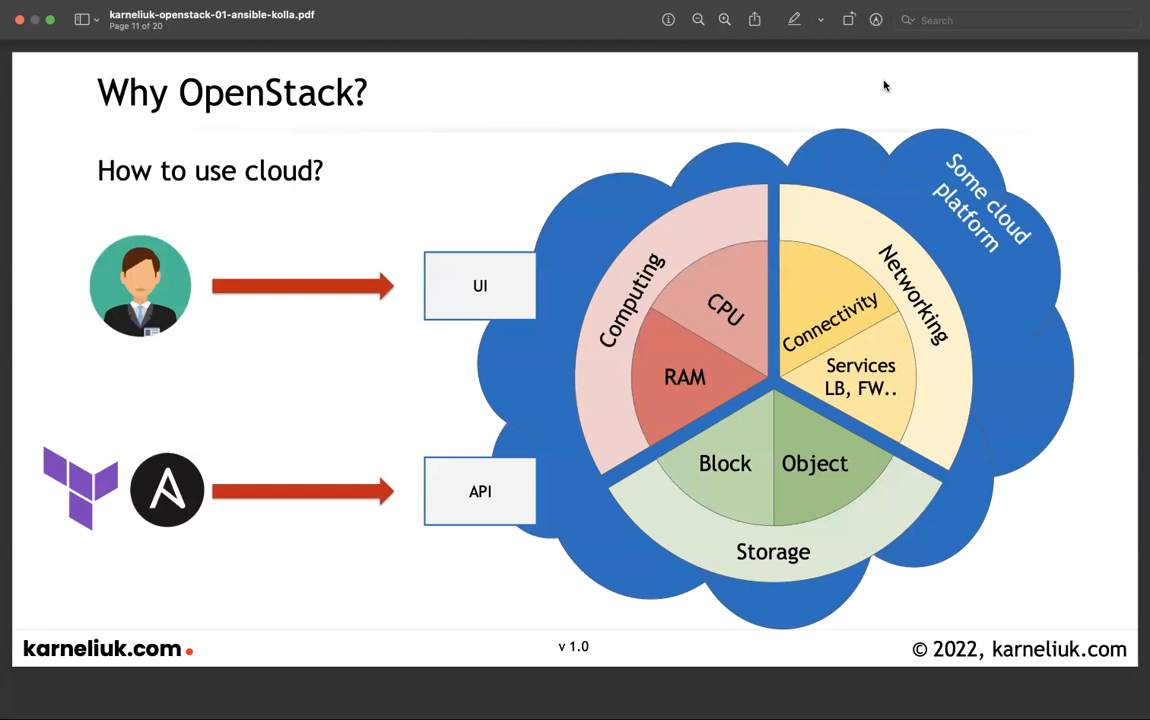 karneliuk-openstack-01-ansible-kolla.pdf
Page 11 of 20
Search
Why OpenStack?
How to use cloud?
Some cloud
platform
UI
Computing
CPU
RAM
Networking
Connectivity
Services
LB, FW..
Block
Object
Storage
API
karneliuk.com
v 1.0
© 2022, karneliuk.com